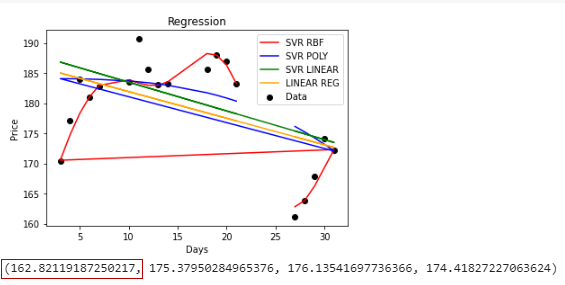 Regression
190
185
180
175
170
165
160
Price
SVR RBF
SVR POLY
SVR LINEAR
LINEAR REG
Data
5 10 15 20 25 30
Days
(162.82119187250217, 175.37950284965376, 176.13541697736366, 174.41827227063624)